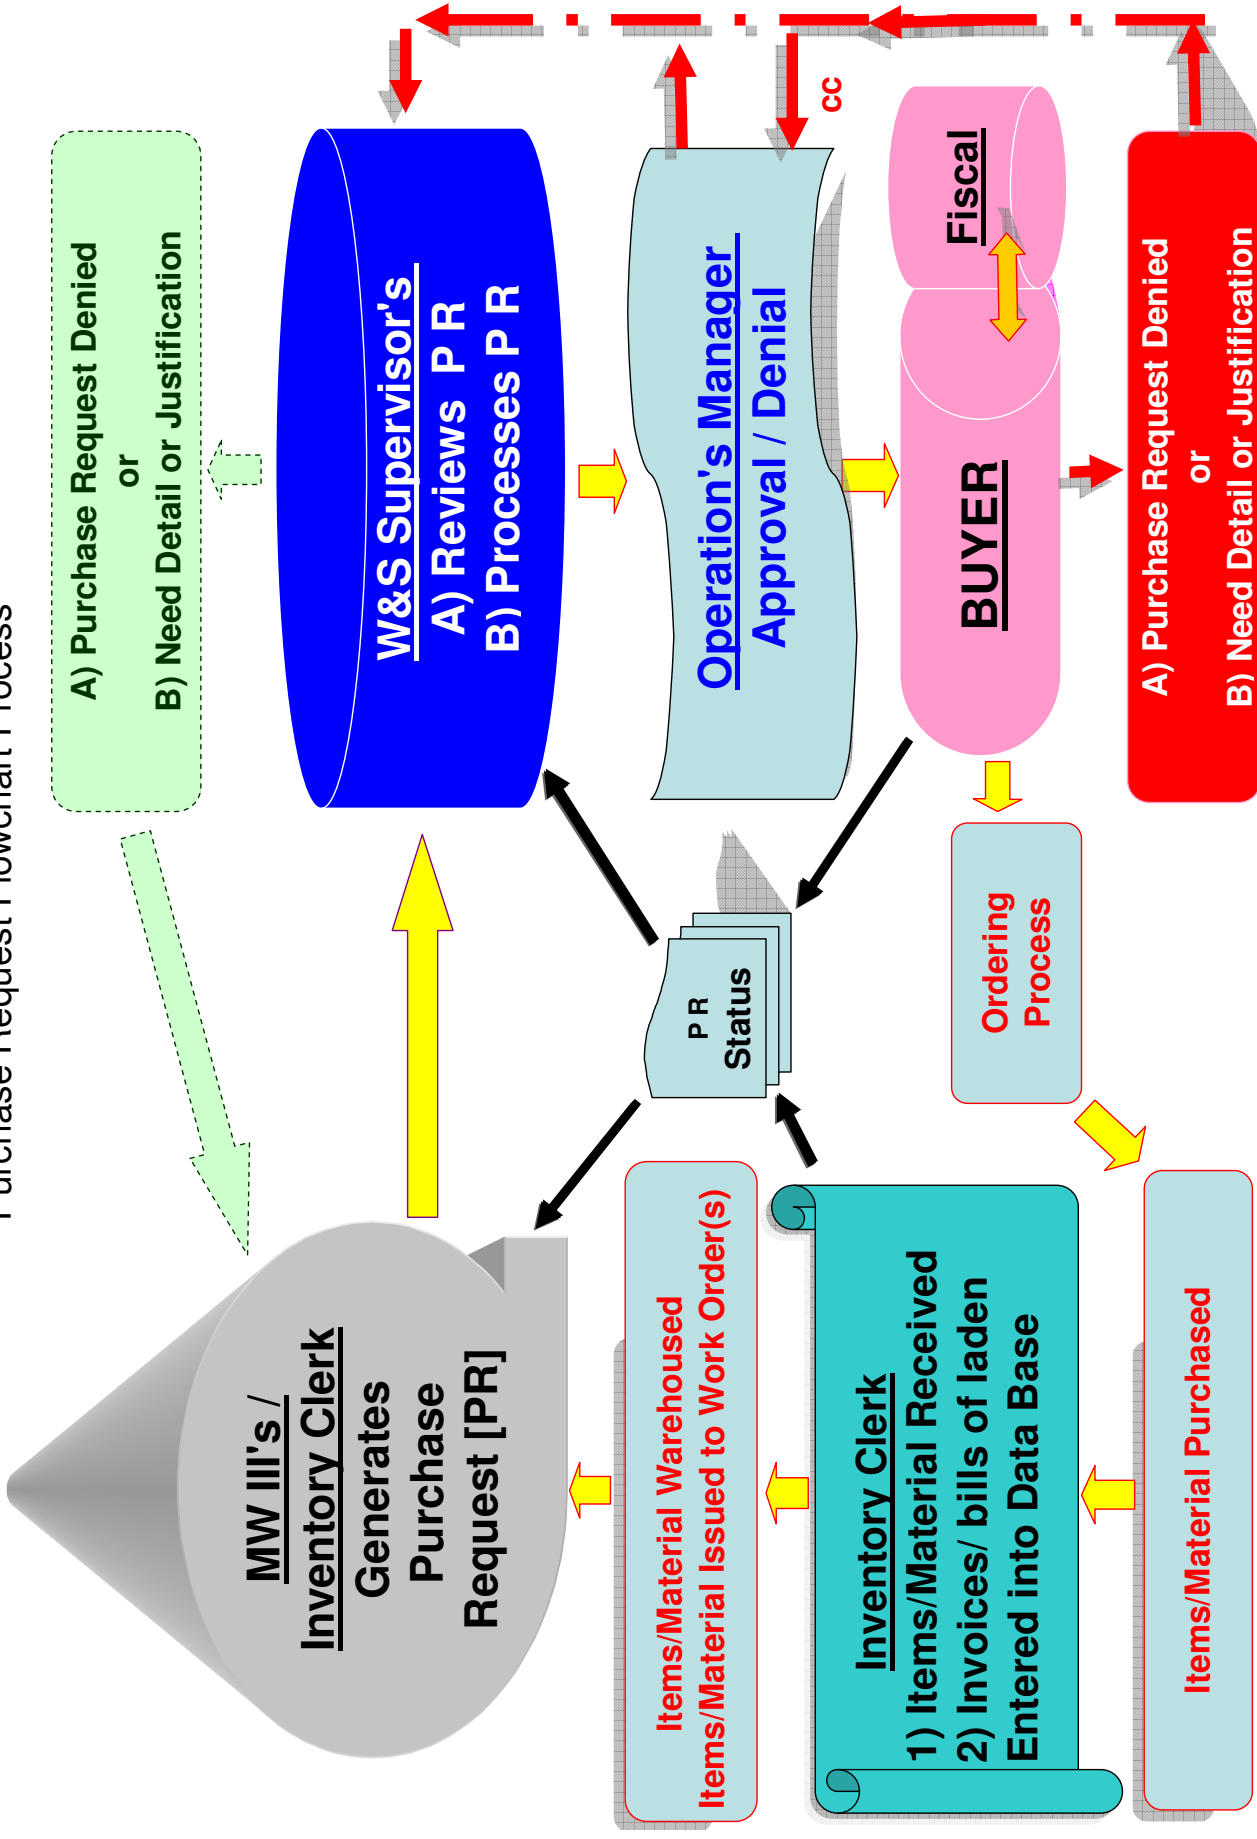 Purchase Request Flowchart Process
A) Purchase Request Denied
or
B) Need Detail or Justification
MW III's /
Inventory Clerk
Generates
Purchase
Request [PR]
W&S Supervisor's
A) Reviews P R
B) Processes P R
Items/Material Warehoused
Items/Material Issued to Work Order(s)
P R
Status
Operation's Manager
Approval / Denial
cc
Inventory Clerk
1) Items/Material Received
2) Invoices/ bills of laden
Entered into Data Base
Ordering
Process
BUYER
Fiscal
Items/Material Purchased
A) Purchase Request Denied
or
B) Need Detail or Justification